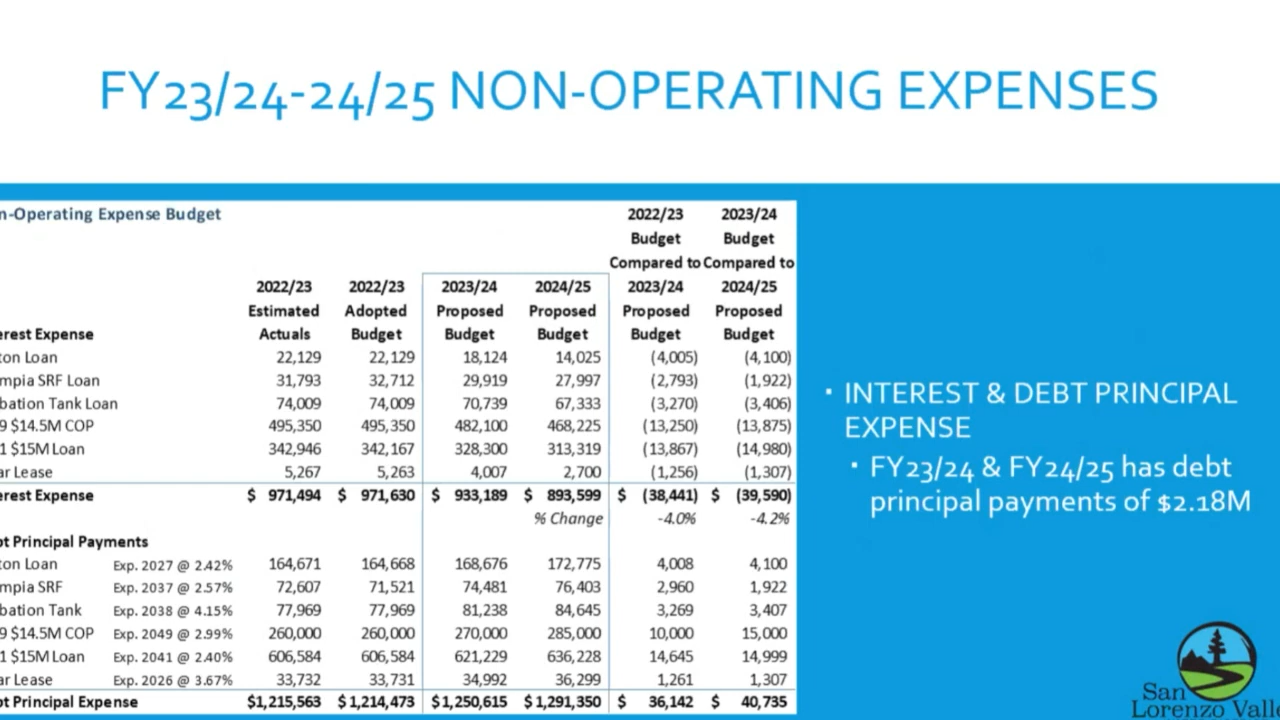 FY23/24-24/25 NON-OPERATING EXPENSES
n-Operating Expense Budget 2022/23 2023/24
Budget Budget
Compared to Compared to
2022/23 2022/23 2023/24 2024/25 2023/24 2024/25
Estimated Adopted Proposed Proposed Proposed Proposed
erest Expense Actuals Budget Budget Budget Budget Budget
ton Loan 22,129 22,129 18,124 14,025 (4,005) (4,100)
mpia SRF Loan 31,793 32,712 29,919 27,997 (2,793) (1,922)
bation Tank Loan 74,009 74,009 70,739 67,333 (3,270) (3,406)
9 $14.5M COP 495,350 495,350 482,100 468,225 (13,250) (13,875)
1 $15M Loan 342,946 342,167 328,300 313,319 (13,867) (14,980)
ar Lease 5,267 5,263 4,007 2,700 (1,256) (1,307)
erest Expense $ 971,494 $ 971,630 $ 933,189 $ 893,599 $ (38,441) $ (39,590)
% Change -4.0% -4.2%
ot Principal Payments
ton Loan Exp. 2027 @ 2.42% 164,671 164,668 168,676 172,775 4,008 4,100
mpia SRF Exp. 2037 @ 2.57% 72,607 71,521 74,481 76,403 2,960 1,922
bation Tank Exp. 2038 @ 4.15% 77,969 77,969 81,238 84,645 3,269 3,407
9 $14.5M COP Exp. 2049 @ 2.99% 260,000 260,000 270,000 285,000 10,000 15,000
1 $15M Loan Exp. 2041 @ 2.40% 606,584 606,584 621,229 636,228 14,645 14,999
ar Lease Exp. 2026 @ 3.67% 33,732 33,731 34,992 36,299 1,261 1,307
ot Principal Expense $1,215,563 $1,214,473 $1,250,615 $1,291,350 $ 36,142 $ 40,735
▪ INTEREST & DEBT PRINCIPAL
EXPENSE
▪ FY23/24 & FY24/25 has debt
principal payments of $2.18M
San
Lorenzo Valle